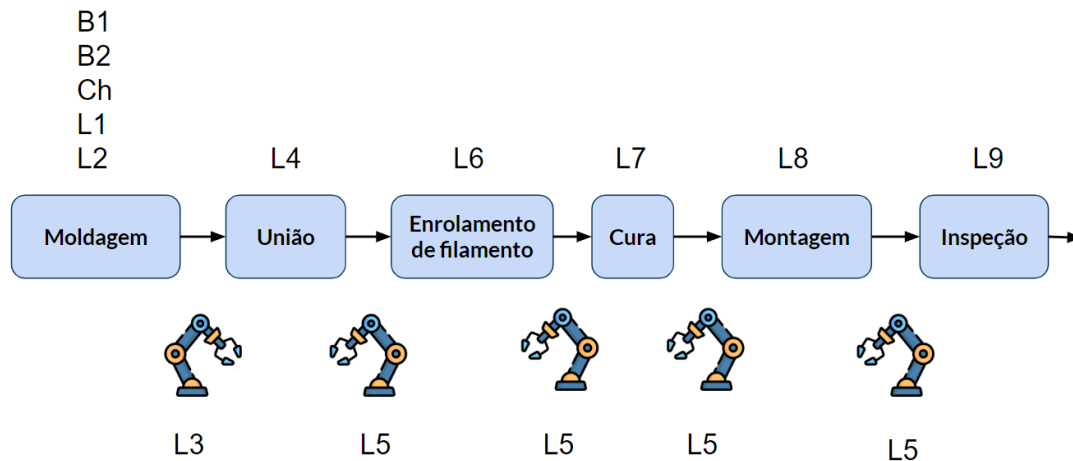 B1
B2
Ch
L1
L2
L4
L6
L7
L8
L9
Moldagem
União
Enrolamento
de filamento
Cura
Montagem
Inspeção
L3
L5
L5
L5
L5